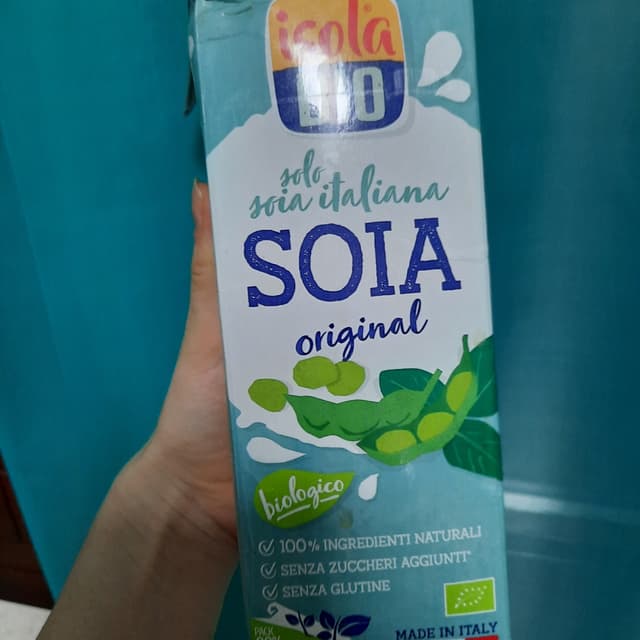 isola
BIO
solo
soia italiana
SOIA
original
biologico
100% INGREDIENTI NATURALI
SENZA ZUCCHERI AGGIUNTI*
SENZA GLUTINE
PACK
MADE IN ITALY